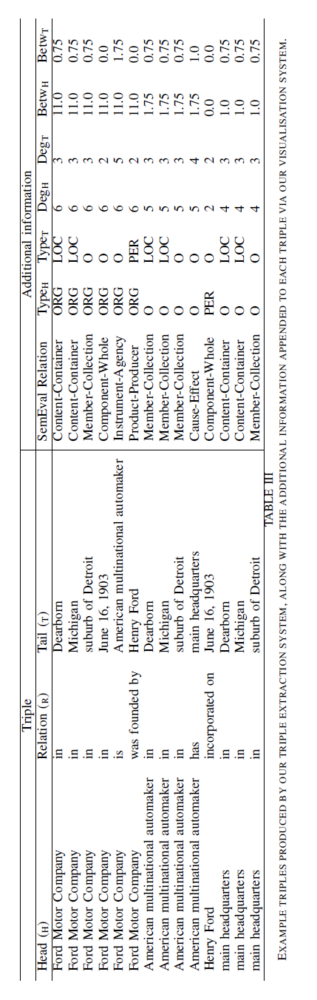 Triple Additional information
Head (H) Relation (R) Tail (T) SemEval Relation TypeH TypeT DegH DegT BetwH BetwT
Ford Motor Company in Dearborn Content-Container ORG LOC 6 3 11.0 0.75
Ford Motor Company in Michigan Content-Container ORG LOC 6 3 11.0 0.75
Ford Motor Company in suburb of Detroit Member-Collection ORG O 6 3 11.0 0.75
Ford Motor Company in June 16, 1903 Component-Whole ORG O 6 2 11.0 0.0
Ford Motor Company is American multinational automaker Instrument-Agency ORG O 6 5 11.0 1.75
Ford Motor Company was founded by Henry Ford Product-Producer ORG PER 6 2 11.0 0.0
American multinational automaker in Dearborn Member-Collection O LOC 5 3 1.75 0.75
American multinational automaker in Michigan Member-Collection O LOC 5 3 1.75 0.75
American multinational automaker in suburb of Detroit Member-Collection O O 5 3 1.75 0.75
American multinational automaker has main headquarters Cause-Effect O O 5 4 1.75 1.0
Henry Ford incorporated on June 16, 1903 Component-Whole PER O 2 2 0.0 0.0
main headquarters in Dearborn Content-Container O LOC 4 3 1.0 0.75
main headquarters in Michigan Content-Container O LOC 4 3 1.0 0.75
main headquarters in suburb of Detroit Member-Collection O O 4 3 1.0 0.75
TABLE III
EXAMPLE TRIPLES PRODUCED BY OUR TRIPLE EXTRACTION SYSTEM, ALONG WITH THE ADDITIONAL INFORMATION APPENDED TO EACH TRIPLE VIA OUR VISUALISATION SYSTEM.